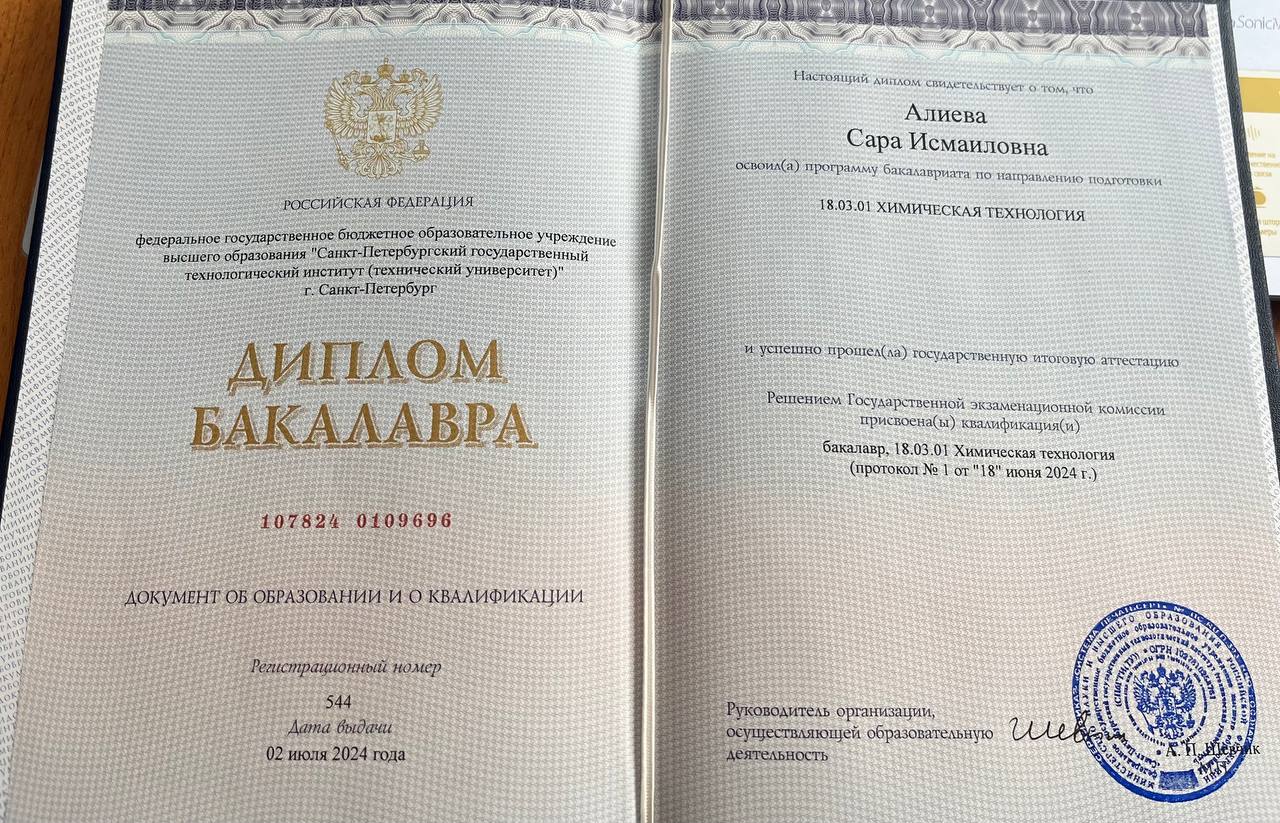 РОССИЙСКАЯ ФЕДЕРАЦИЯ
федеральное государственное бюджетное образовательное учреждение
высшего образования "Санкт-Петербургский государственный
технологический институт (технический университет)"
г. Санкт-Петербург
ДИПЛОМ
БАКАЛАВРА
107824 0109696
ДОКУМЕНТ ОБ ОБРАЗОВАНИИ И О КВАЛИФИКАЦИИ
Регистрационный номер
544
Дата выдачи
02 июля 2024 года
Настоящий диплом свидетельствует о том, что
Алиева
Сара Исмаиловна
освоил(а) программу бакалавриата по направлению подготовки
18.03.01 ХИМИЧЕСКАЯ ТЕХНОЛОГИЯ
и успешно прошел(ла) государственную итоговую аттестацию
Решением Государственной экзаменационной комиссии
присвоена(ы) квалификация(и)
бакалавр, 18.03.01 Химическая технология
(протокол № 1 от "18" июня 2024 г.)
Руководитель организации,
осуществляющей образовательную
деятельность
А. П. Шевчик